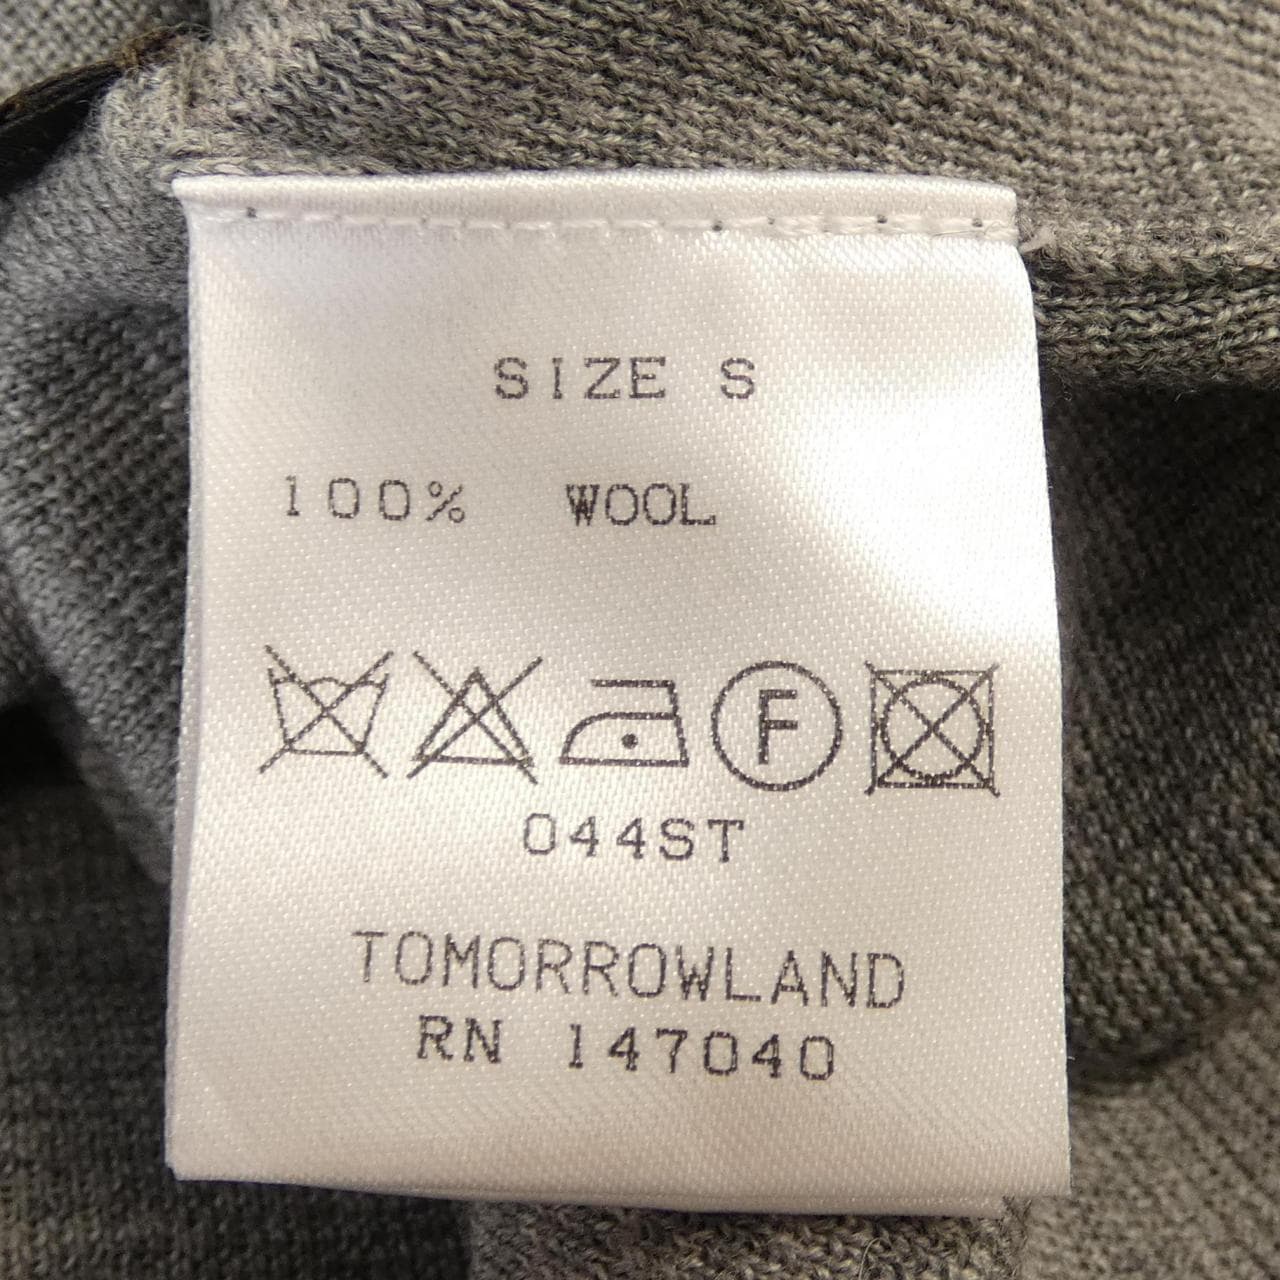 SIZE S
100% WOOL
F
044ST
TOMORROWLAND
RN 147040